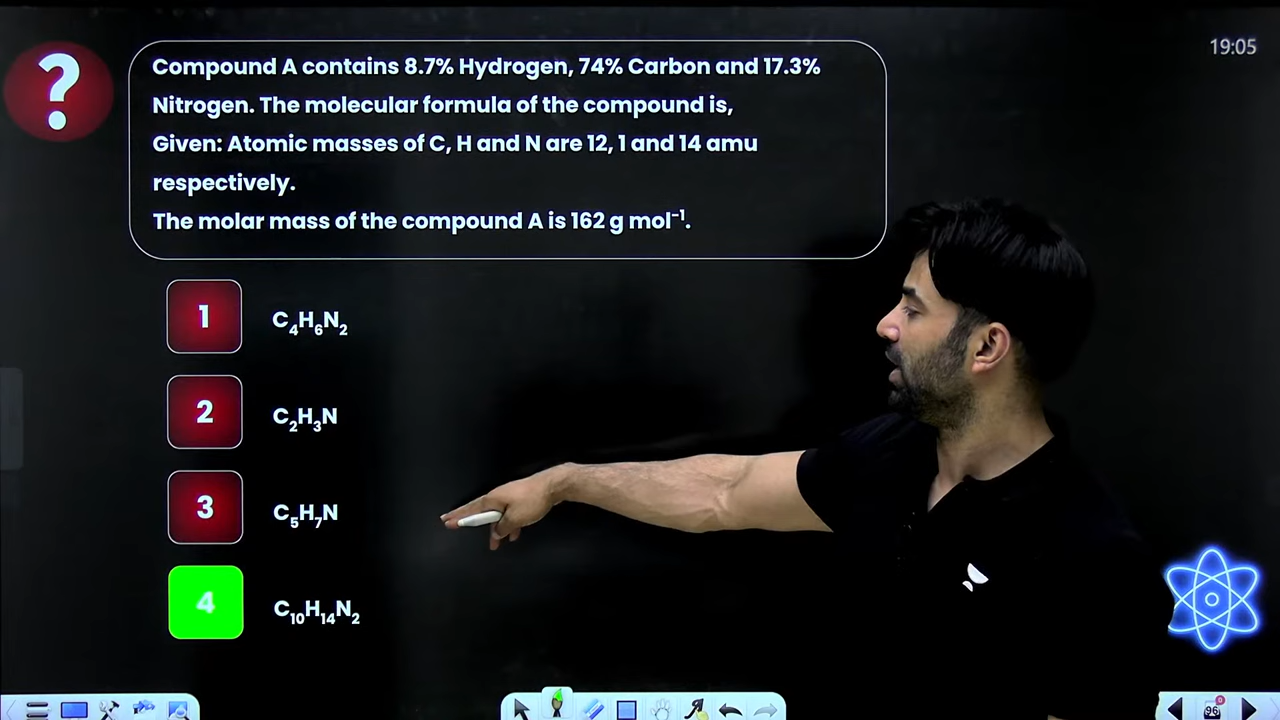 19:05
?
Compound A contains 8.7% Hydrogen, 74% Carbon and 17.3%
Nitrogen. The molecular formula of the compound is,
Given: Atomic masses of C, H and N are 12, 1 and 14 amu
respectively.
The molar mass of the compound A is 162 g mol⁻¹.
1 C₄H₆N₂
2 C₂H₃N
3 C₅H₇N
4 C₁₀H₁₄N₂
96